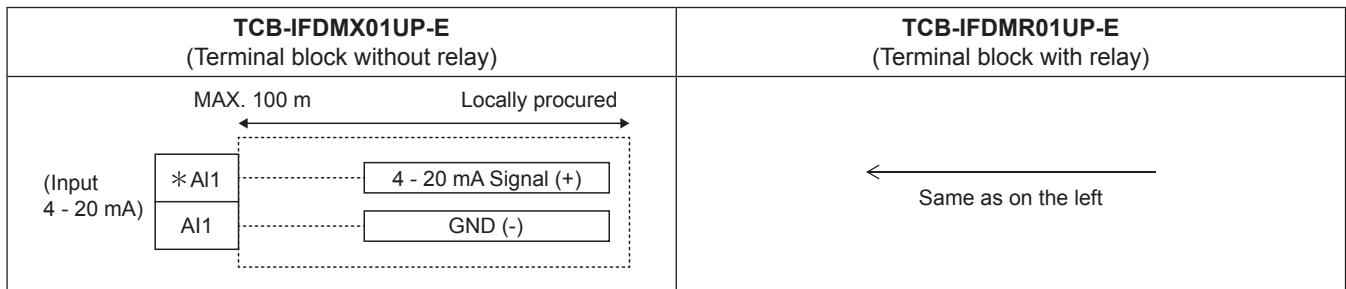 TCB-IFDMX01UP-E
(Terminal block without relay)
TCB-IFDMR01UP-E
(Terminal block with relay)
MAX. 100 m
Locally procured
(Input
4 - 20 mA)
＊AI1
4 - 20 mA Signal (+)
AI1
GND (-)
Same as on the left